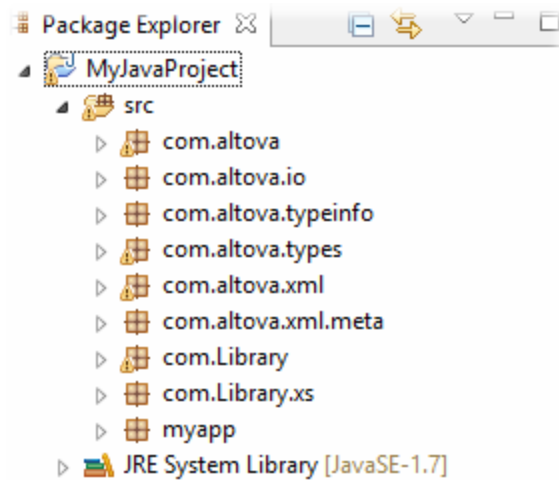 Package Explorer
MyJavaProject
src
com.altova
com.altova.io
com.altova.typeinfo
com.altova.types
com.altova.xml
com.altova.xml.meta
com.Library
com.Library.xs
myapp
JRE System Library [JavaSE-1.7]